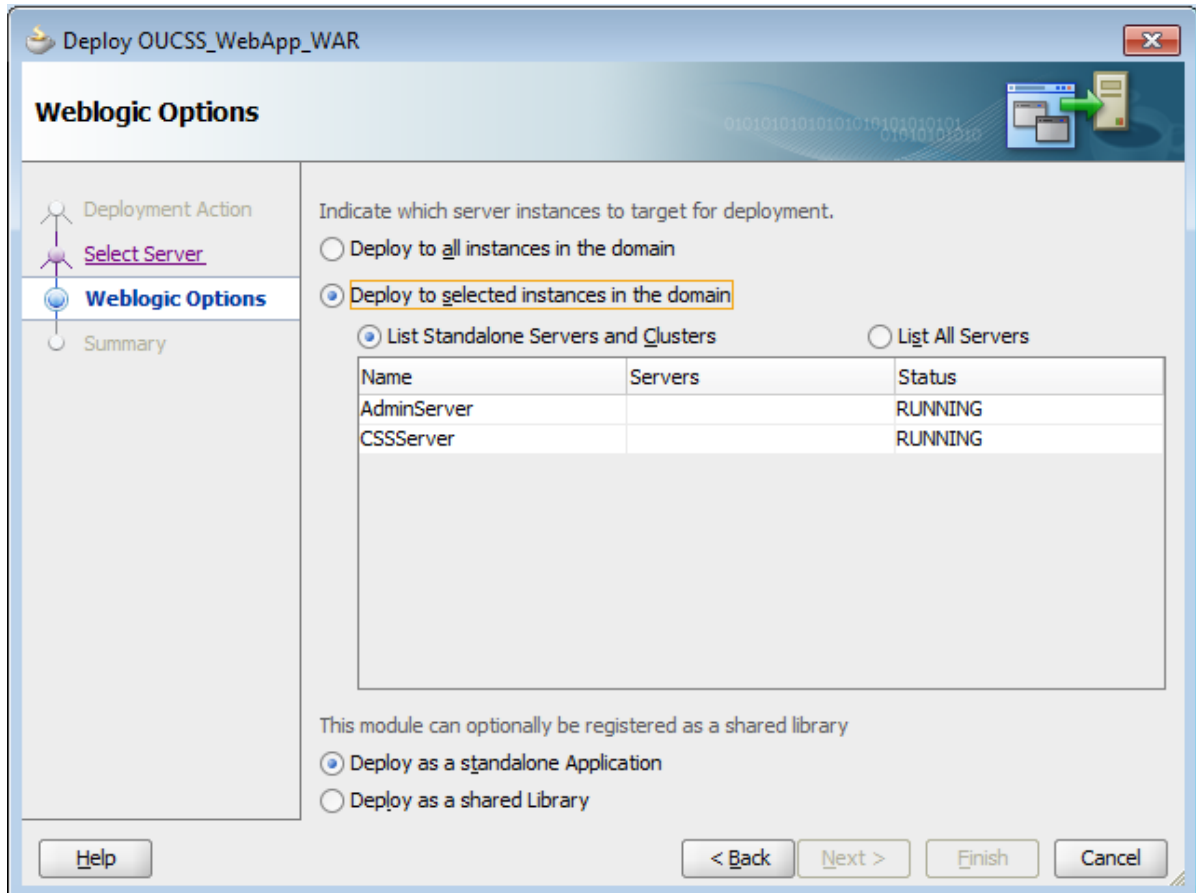 Deploy OUCSS_WebApp_WAR
Weblogic Options
010101010101010101010101
01010101010
Deployment Action
Select Server
Weblogic Options
Summary
Indicate which server instances to target for deployment.
Deploy to all instances in the domain
Deploy to selected instances in the domain
List Standalone Servers and Clusters
List All Servers
Name Servers Status
AdminServer RUNNING
CSSServer RUNNING
This module can optionally be registered as a shared library
Deploy as a standalone Application
Deploy as a shared Library
Help
< Back
Next >
Finish
Cancel